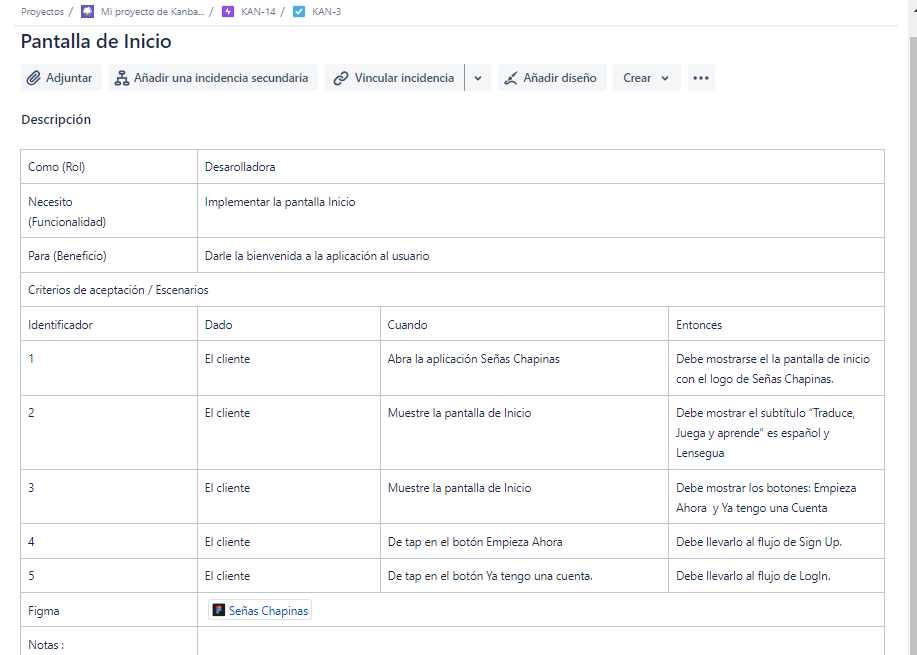 Proyectos / Mi proyecto de Kanba... / KAN-14 / KAN-3
Pantalla de Inicio
Adjuntar Añadir una incidencia secundaria Vincular incidencia Añadir diseño Crear
Descripción
Como (Rol) Desarolladora
Necesito Implementar la pantalla Inicio
(Funcionalidad)
Para (Beneficio) Darle la bienvenida a la aplicación al usuario
Criterios de aceptación / Escenarios
Identificador Dado Cuando Entonces
1 El cliente Abra la aplicación Señas Chapinas Debe mostrarse el la pantalla de inicio
con el logo de Señas Chapinas.
2 El cliente Muestre la pantalla de Inicio Debe mostrar el subtítulo “Traduce,
Juega y aprende” es español y
Lensegua
3 El cliente Muestre la pantalla de Inicio Debe mostrar los botones: Empieza
Ahora y Ya tengo una Cuenta
4 El cliente De tap en el botón Empieza Ahora Debe llevarlo al flujo de Sign Up.
5 El cliente De tap en el botón Ya tengo una cuenta. Debe llevarlo al flujo de LogIn.
Figma Señas Chapinas
Notas :